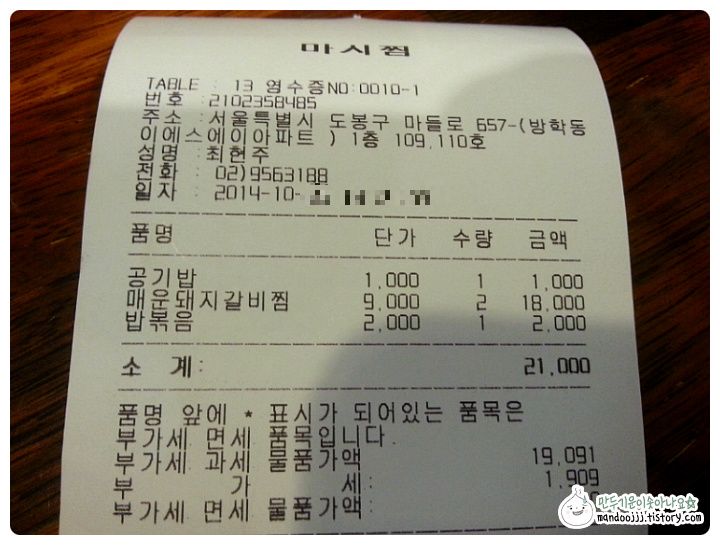 마시찜
TABLE : 13 영수증NO:0010-1
번호 :2102358485
주소 :서울특별시 도봉구 마들로 657-(방학동
이에스에이아파트 ) 1층 109,110호
성명 :최현주
전화 : 02)9563188
일자 : 2014-10-
품명 단가 수량 금액
공기밥 1,000 1 1,000
매운돼지갈비찜 9,000 2 18,000
밥볶음 2,000 1 2,000
소 계: 21,000
품명 앞에 * 표시가 되어있는 품목은
부가세 면세 품목입니다.
부가세 과세 물품가액 19,091
부 가 세: 1,909
부가세 면세 물품가액:
만두기운이솟아나요☆
mandoojjj.tistory.com